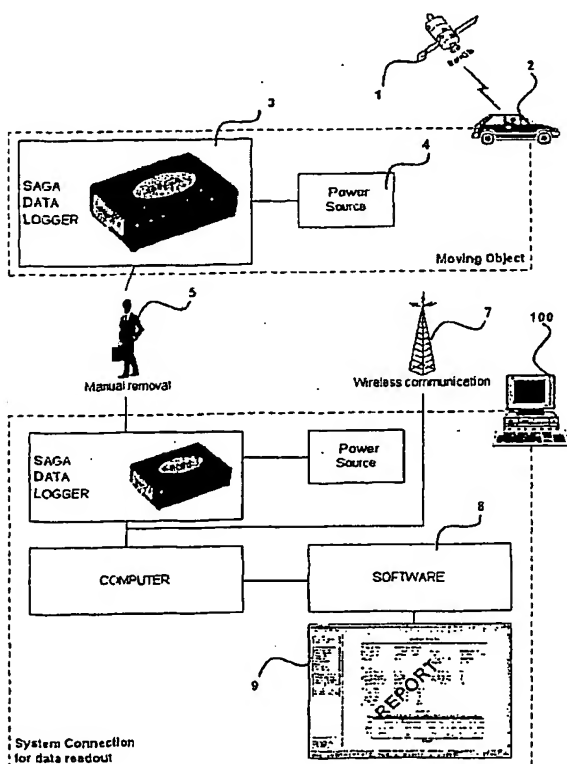 1
2
3
SAGA
DATA
LOGGER
4
Power
Source
Moving Object
5
Manual removal
7
Wireless communication
100
SAGA
DATA
LOGGER
Power
Source
8
COMPUTER
SOFTWARE
9
REPORT
System Connection
for data readout